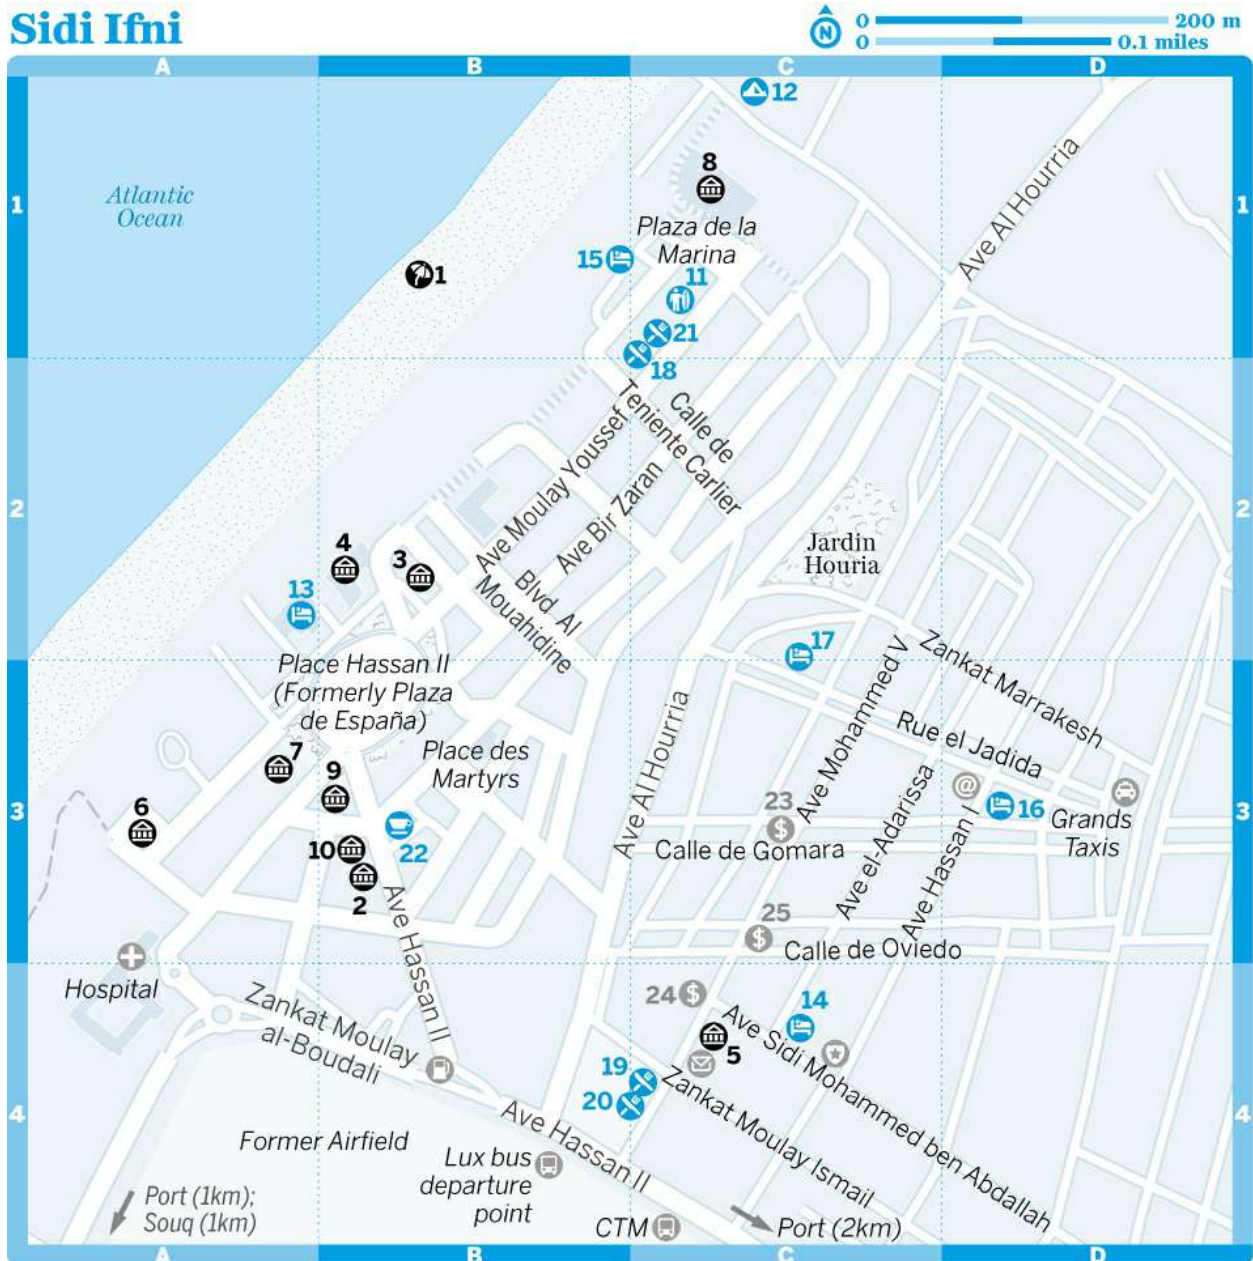 Sidi Ifni
N
0 200 m
0 0.1 miles
A B C D
12
8
1 1
Atlantic
Ocean
Plaza de la
Marina
15
11
1
21
18
Ave Al Hourria
Calle de
Teniente Carlier
Ave Moulay Youssef
Ave Bir Zaran
2 2
Jardin
Houria
4
3
13
Blvd Al
Mouahidine
17
Place Hassan II
(Formerly Plaza
de España)
Zankat Marrakesh
Rue el Jadida
Ave Mohammed V
Ave Al Hourria
Place des
Martyrs
7
9
6
3 3
10
22
2
23
$
@
16
Grands
Taxis
Calle de Gomara
Ave el-Adarissa
Ave Hassan I
Ave Hassan II
25
$
Calle de Oviedo
Hospital
24
$
14
5
Zankat Moulay
al-Boudali
Ave Sidi Mohammed ben Abdallah
19
20
4 4
Zankat Moulay Ismail
Ave Hassan II
Former Airfield
Lux bus
departure
point
Port (1km);
Souq (1km)
CTM
Port (2km)
A B C D